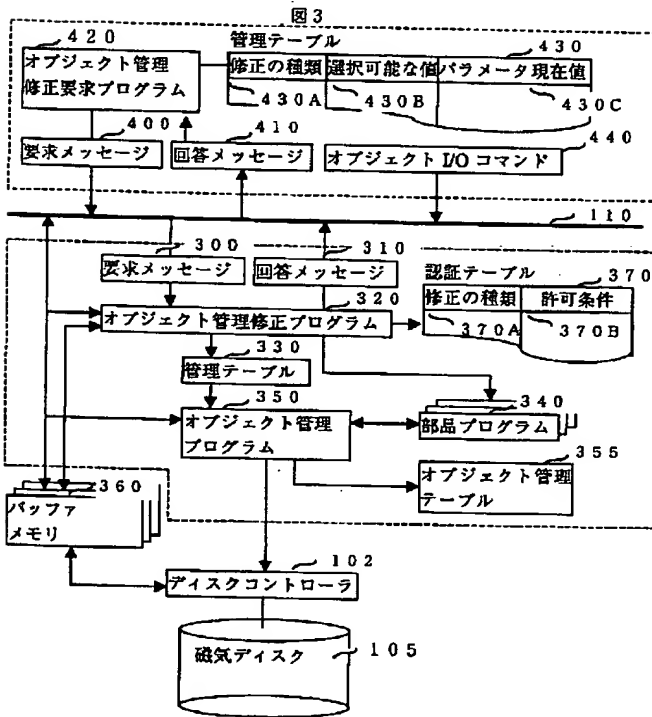 図3
420
管理テーブル
430
オブジェクト管理
修正要求プログラム
修正の種類
選択可能な値
パラメータ現在値
430A
430B
430C
400
410
440
要求メッセージ
回答メッセージ
オブジェクト I/O コマンド
110
300
310
要求メッセージ
回答メッセージ
認証テーブル
370
320
修正の種類
許可条件
オブジェクト管理修正プログラム
370A
370B
330
管理テーブル
350
340
オブジェクト管理
プログラム
部品プログラム
355
オブジェクト管理
テーブル
360
バッファ
メモリ
102
ディスクコントローラ
磁気ディスク
105